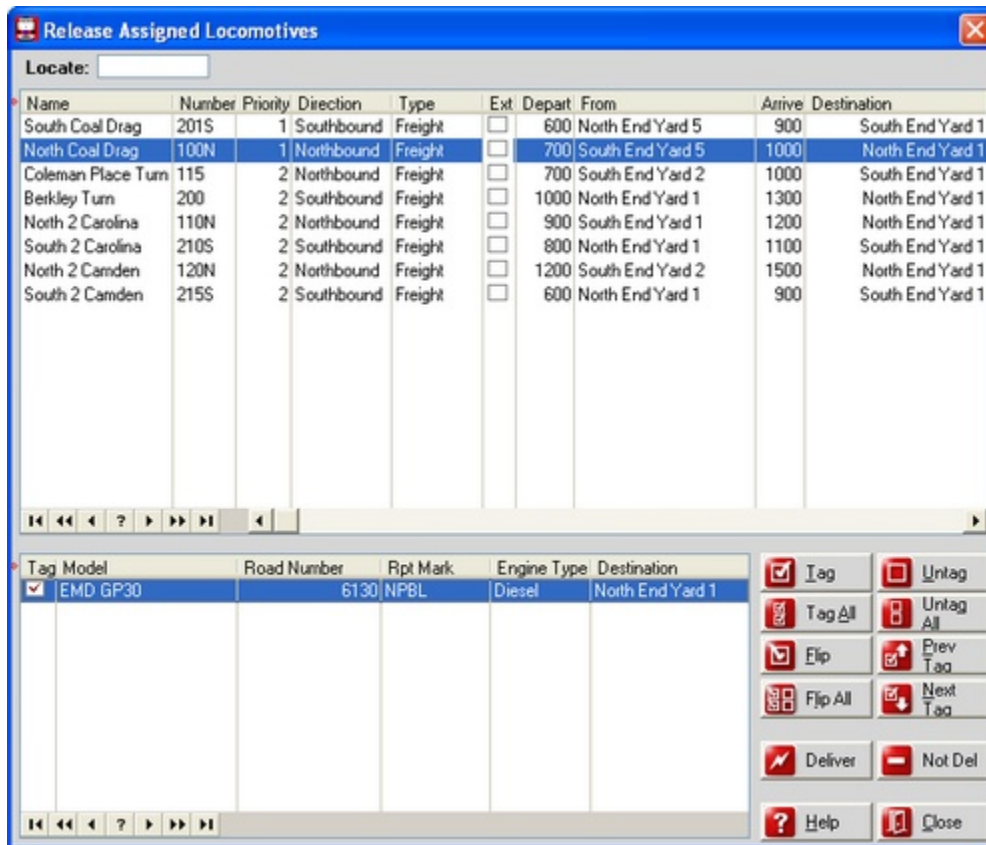 Release Assigned Locomotives
Locate:
Name Number Priority Direction Type Ext Depart From Arrive Destination
South Coal Drag 201S 1 Southbound Freight 600 North End Yard 5 900 South End Yard 1
North Coal Drag 100N 1 Northbound Freight 700 South End Yard 5 1000 North End Yard 1
Coleman Place Turn 115 2 Northbound Freight 700 South End Yard 2 1000 South End Yard 1
Berkley Turn 200 2 Southbound Freight 1000 North End Yard 1 1300 North End Yard 1
North 2 Carolina 110N 2 Northbound Freight 900 South End Yard 1 1200 North End Yard 1
South 2 Carolina 210S 2 Southbound Freight 800 North End Yard 1 1100 South End Yard 1
North 2 Camden 120N 2 Northbound Freight 1200 South End Yard 2 1500 North End Yard 1
South 2 Camden 215S 2 Southbound Freight 600 North End Yard 1 900 South End Yard 1
?
Tag Model Road Number Rpt Mark Engine Type Destination
EMD GP30 6130 NPBL Diesel North End Yard 1
Tag Untag
Tag All Untag All
Flip Prev Tag
Flip All Next Tag
Deliver Not Del
? Help Close
?